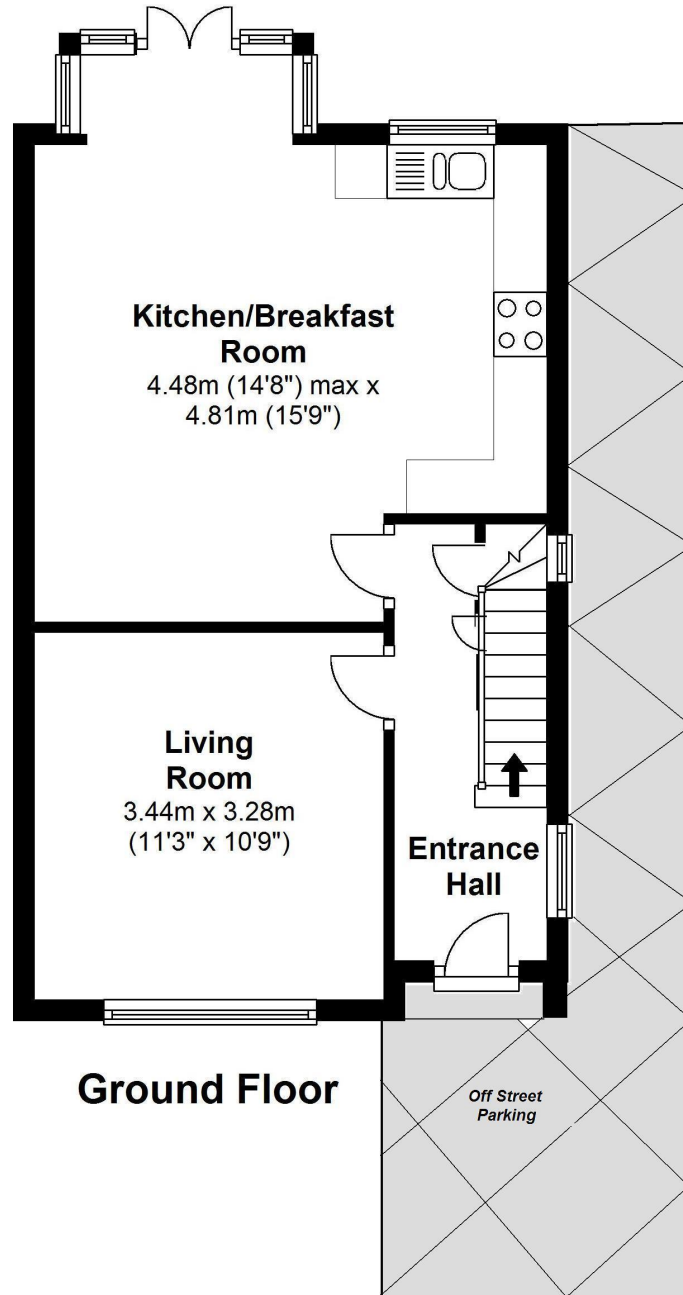 Kitchen/Breakfast
Room
4.48m (14'8") max x
4.81m (15'9")
Living
Room
3.44m x 3.28m
(11'3" x 10'9")
Entrance
Hall
Ground Floor
Off Street
Parking